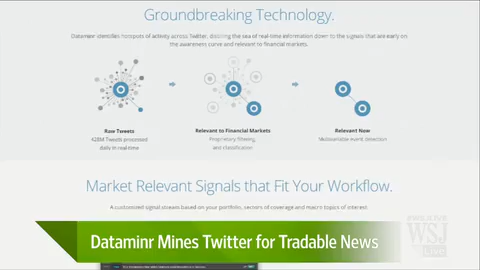 Groundbreaking Technology.
Dataminr identifies hotspots of activity across Twitter, distilling the sea of real-time information down to the signals that are early on
the awareness curve and relevant to financial markets.
Raw Tweets
Relevant to Financial Markets
Relevant Now
processed
daily in real-time
Proprietary filtering,
and classification
event detection
Market Relevant Signals that Fit Your Workflow.
A customized signal stream based on your portfolio, sectors of coverage and macro topics of interest
Dataminr Mines Twitter for Tradable News
WSJ
LIVE